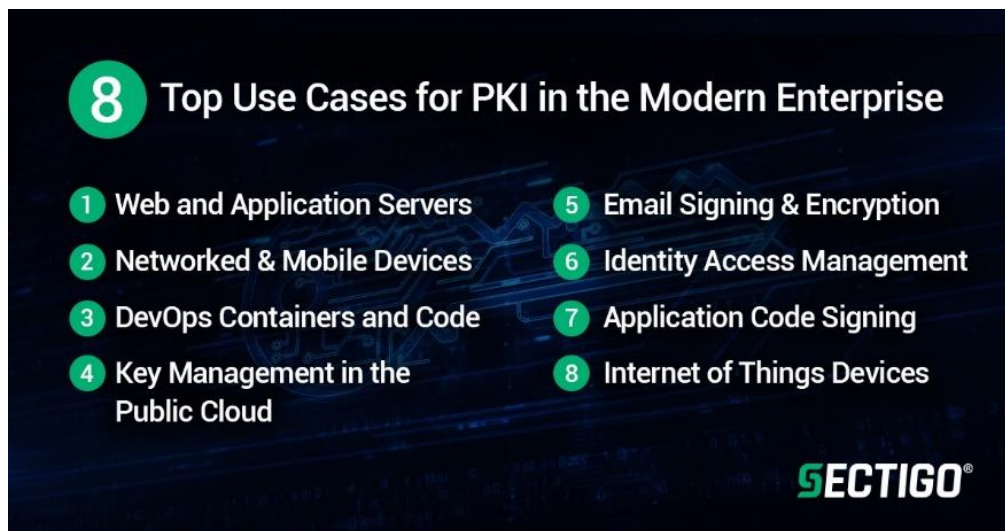 8 Top Use Cases for PKI in the Modern Enterprise
1 Web and Application Servers
2 Networked & Mobile Devices
3 DevOps Containers and Code
4 Key Management in the
Public Cloud
5 Email Signing & Encryption
6 Identity Access Management
7 Application Code Signing
8 Internet of Things Devices
SECTIGO®